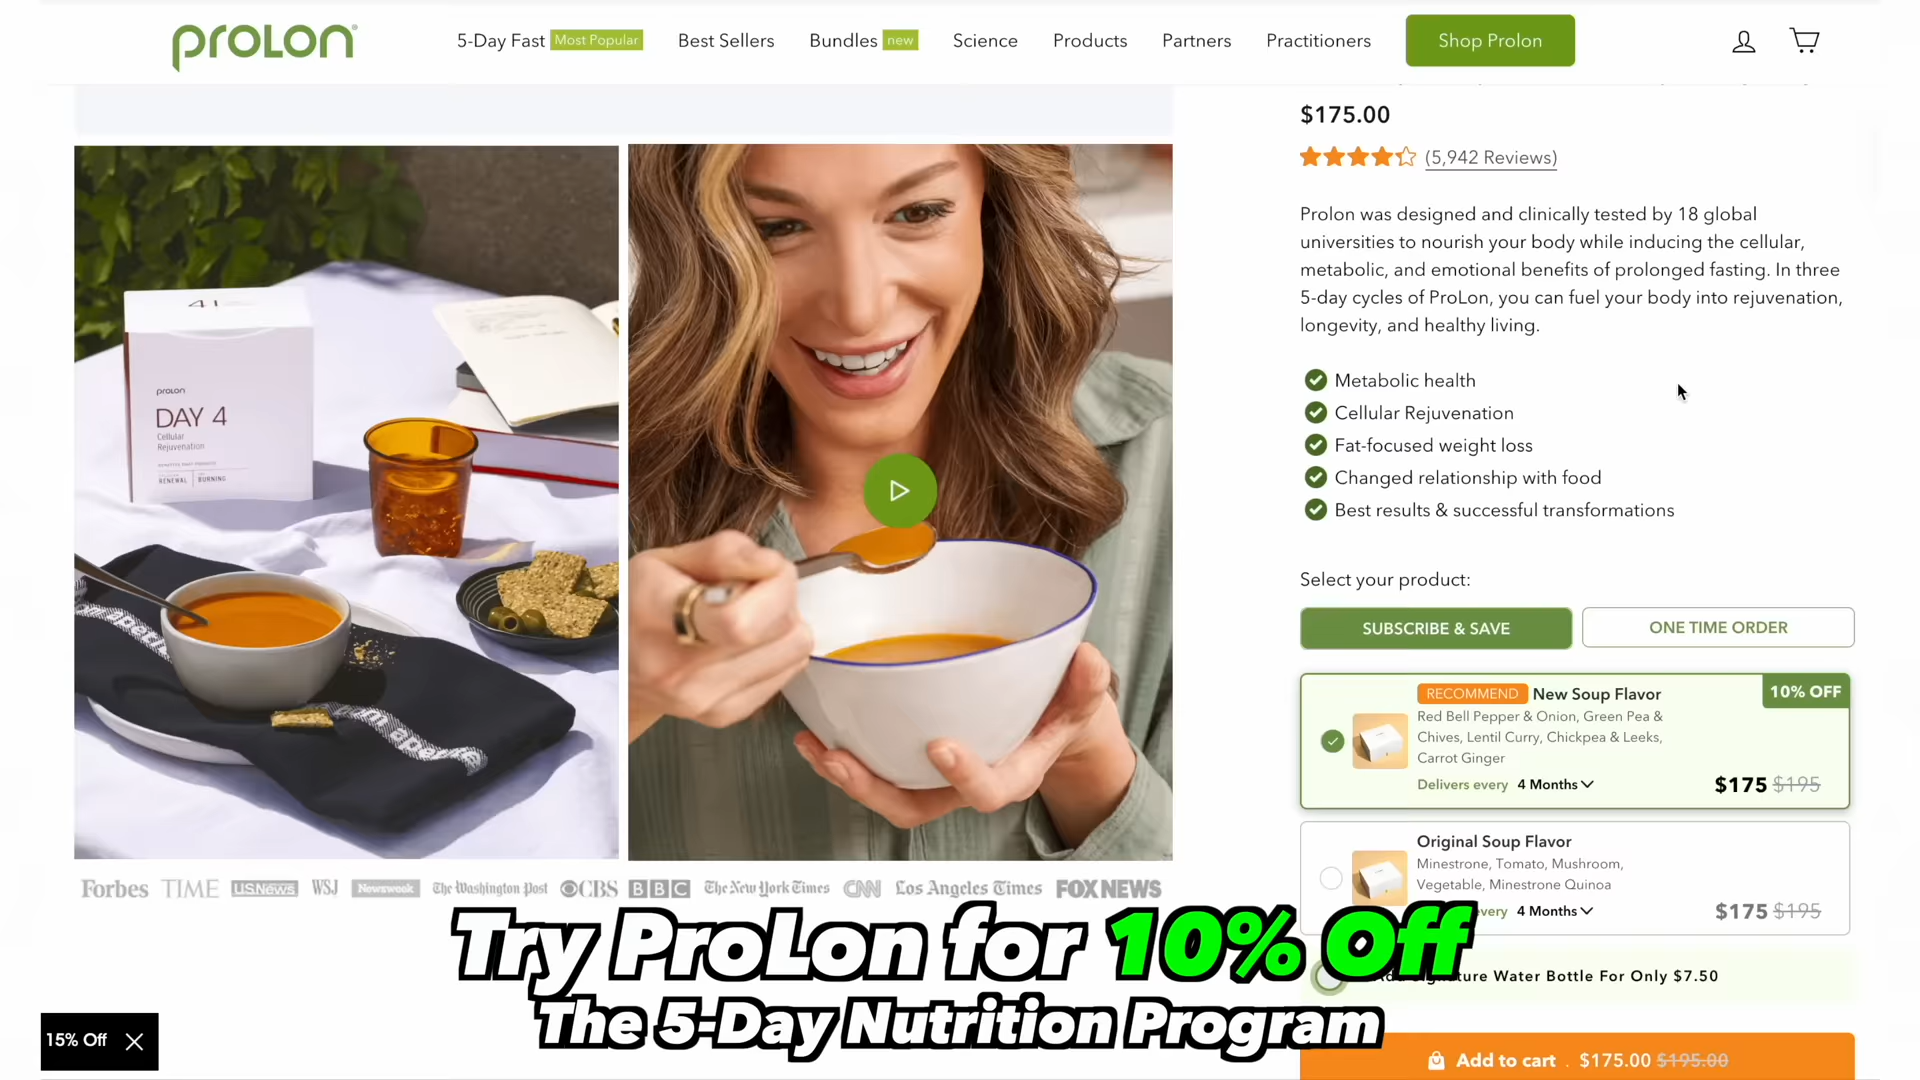 PROLON
5-Day Fast Most Popular Best Sellers Bundles new Science Products Partners Practitioners Shop Prolon
$175.00
(5,942 Reviews)
Prolon was designed and clinically tested by 18 global
universities to nourish your body while inducing the cellular,
metabolic, and emotional benefits of prolonged fasting. In three
5-day cycles of ProLon, you can fuel your body into rejuvenation,
longevity, and healthy living.
Metabolic health
Cellular Rejuvenation
Fat-focused weight loss
Changed relationship with food
Best results & successful transformations
Select your product:
SUBSCRIBE & SAVE ONE TIME ORDER
RECOMMEND New Soup Flavor 10% OFF
Red Bell Pepper & Onion, Green Pea &
Chives, Lentil Curry, Chickpea & Leeks,
Carrot Ginger
Delivers every 4 Months $175 $195
Original Soup Flavor
Minestrone, Tomato, Mushroom,
Vegetable, Minestrone Quinoa
every 4 Months $175 $195
Water Bottle For Only $7.50
Add to cart . $175.00 $195.00
PROLON
DAY 4
Cellular
Rejuvenation
RENEWAL BURNING
Forbes TIME U.S.News WSJ Newsweek The Washington Post CBS BBC The New York Times CNN Los Angeles Times FOX NEWS
Try ProLon for 10% Off
The 5-Day Nutrition Program
15% Off